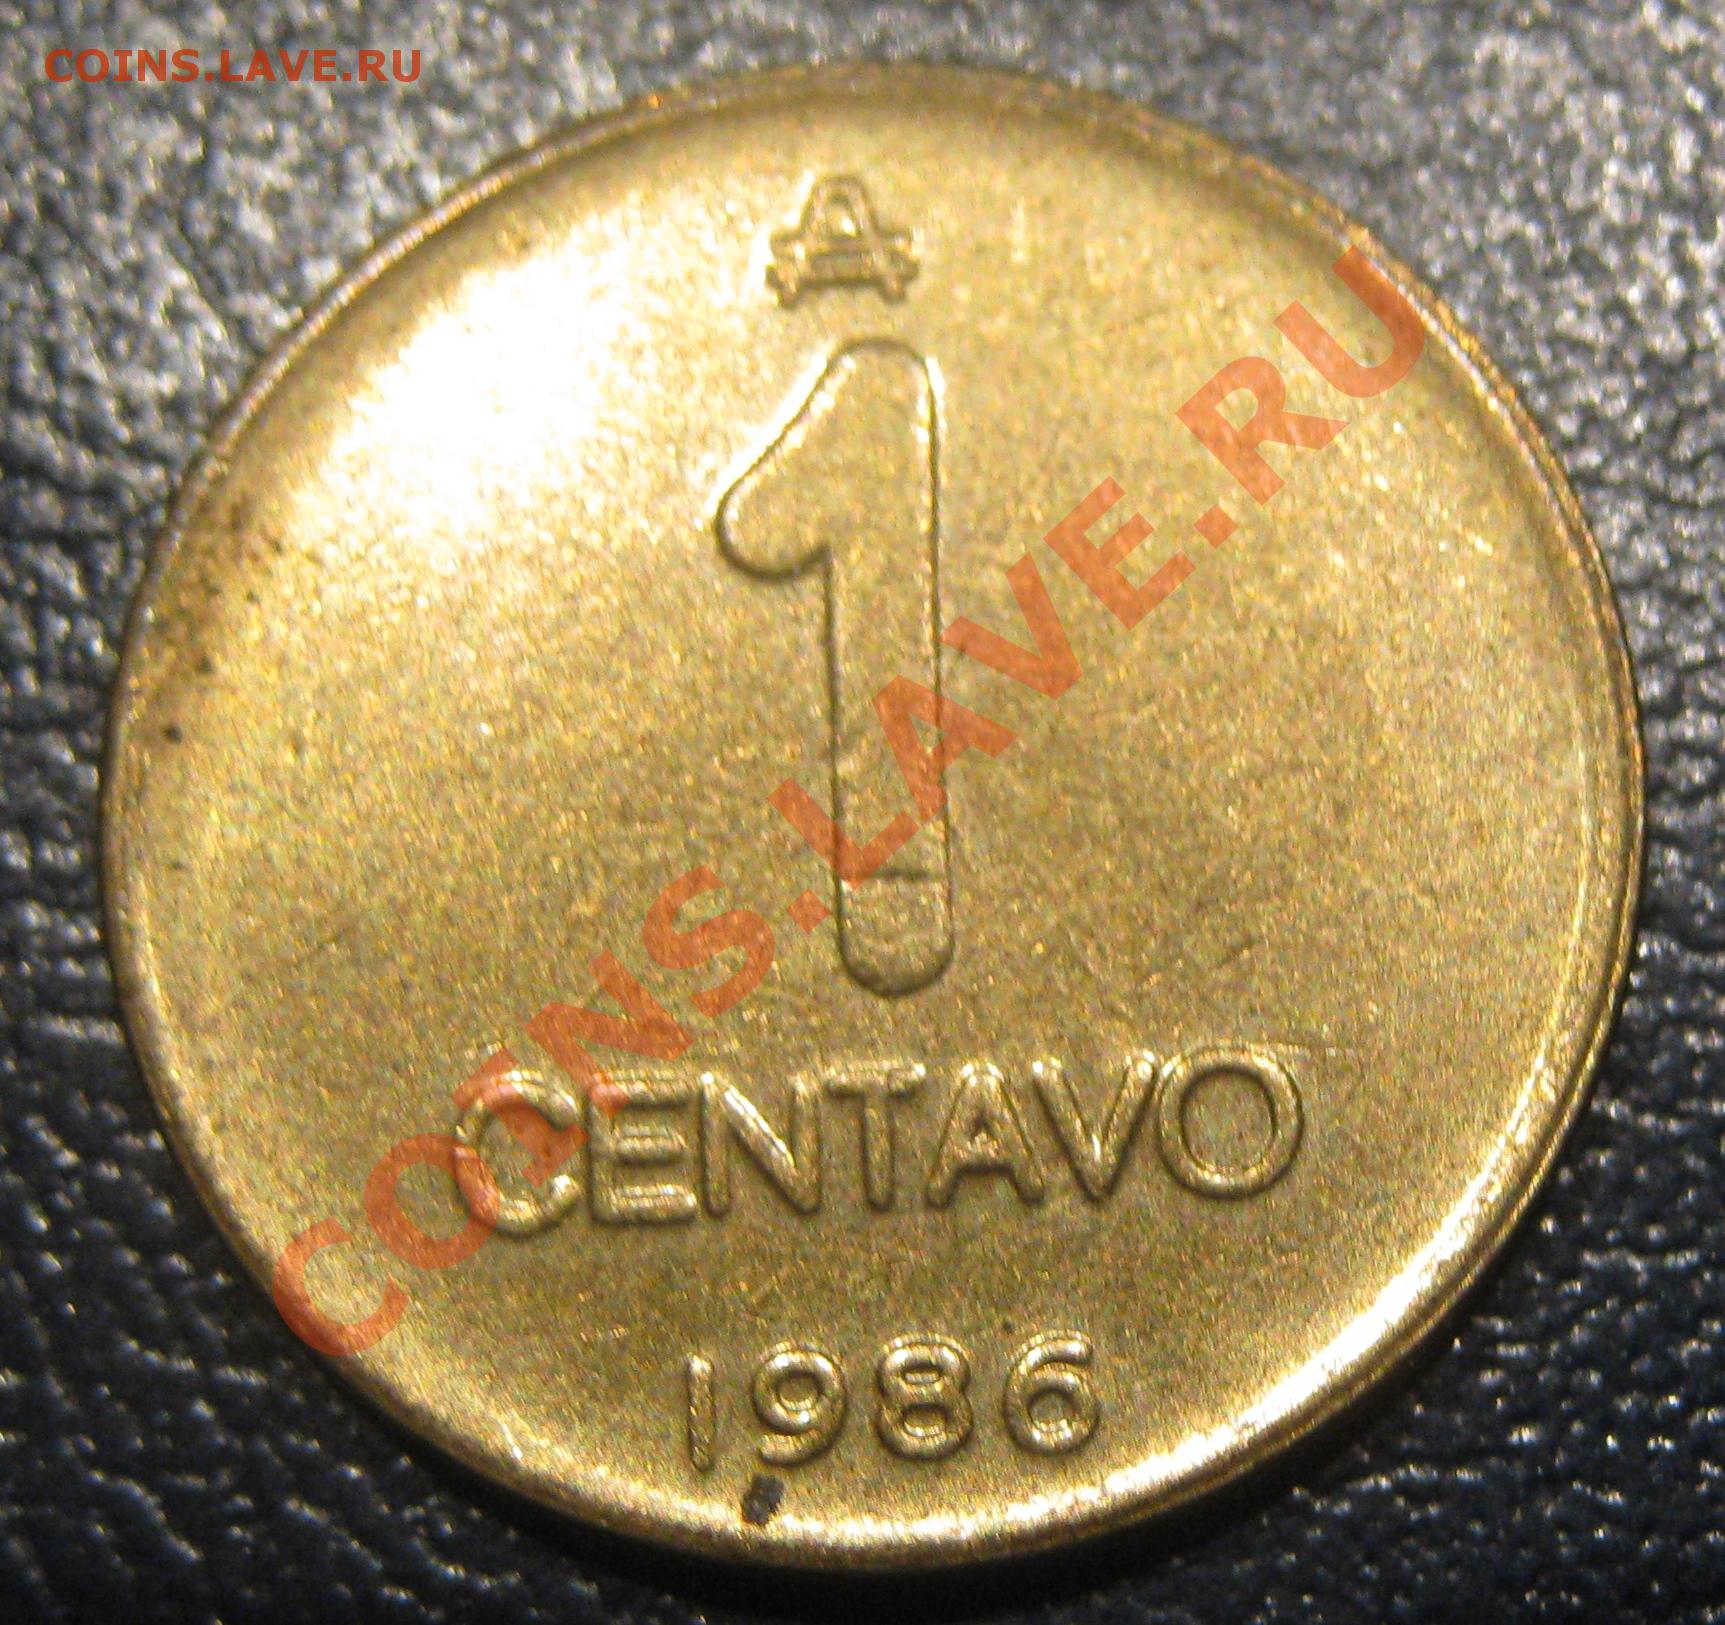 COINS.LAVE.RU
₳
1
CENTAVO
1986
COINS.LAVE.RU